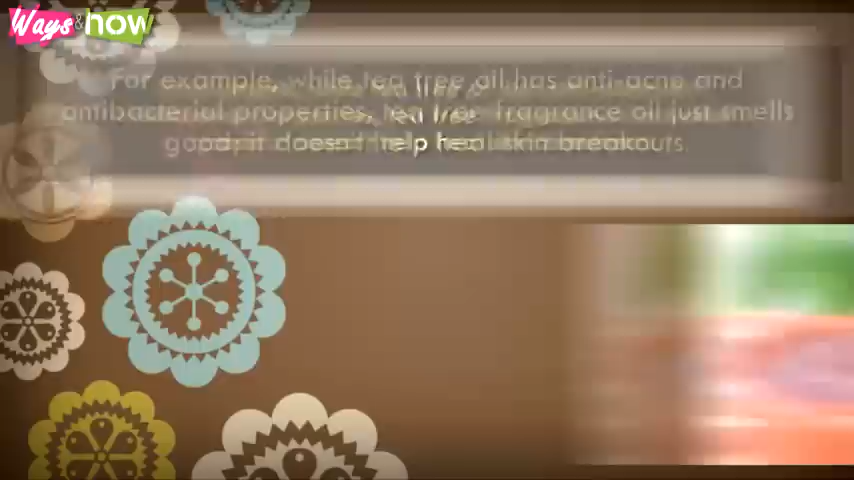 Ways & how
For example, while tea tree oil has anti-acne and
antibacterial properties, tea tree fragrance oil just smells
good; it doesn't help heal skin breakouts.